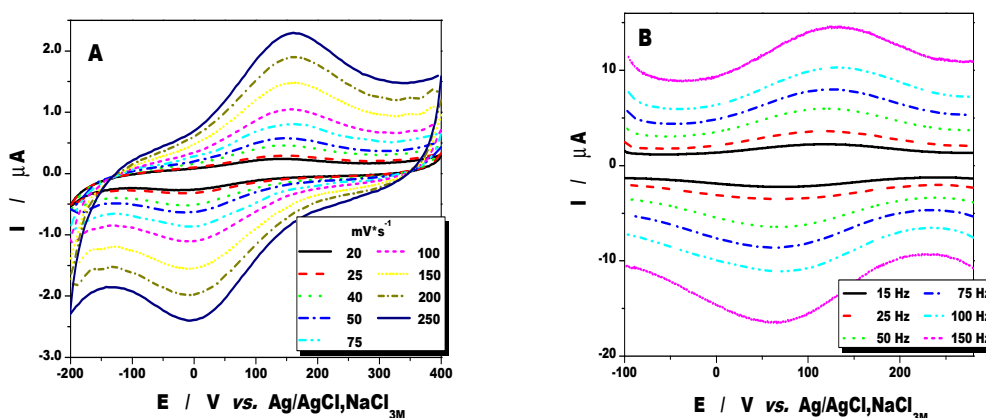 A
I / μA
2.0
1.0
0.0
-1.0
-2.0
-3.0
mV*s⁻¹
20 100
25 150
40 200
50 250
75
-200 -100 0 100 200 300 400
E / V vs. Ag/AgCl,NaCl3M
B
I / μA
10
0
-10
-20
15 Hz 75 Hz
25 Hz 100 Hz
50 Hz 150 Hz
-100 0 100 200
E / V vs. Ag/AgCl,NaCl3M